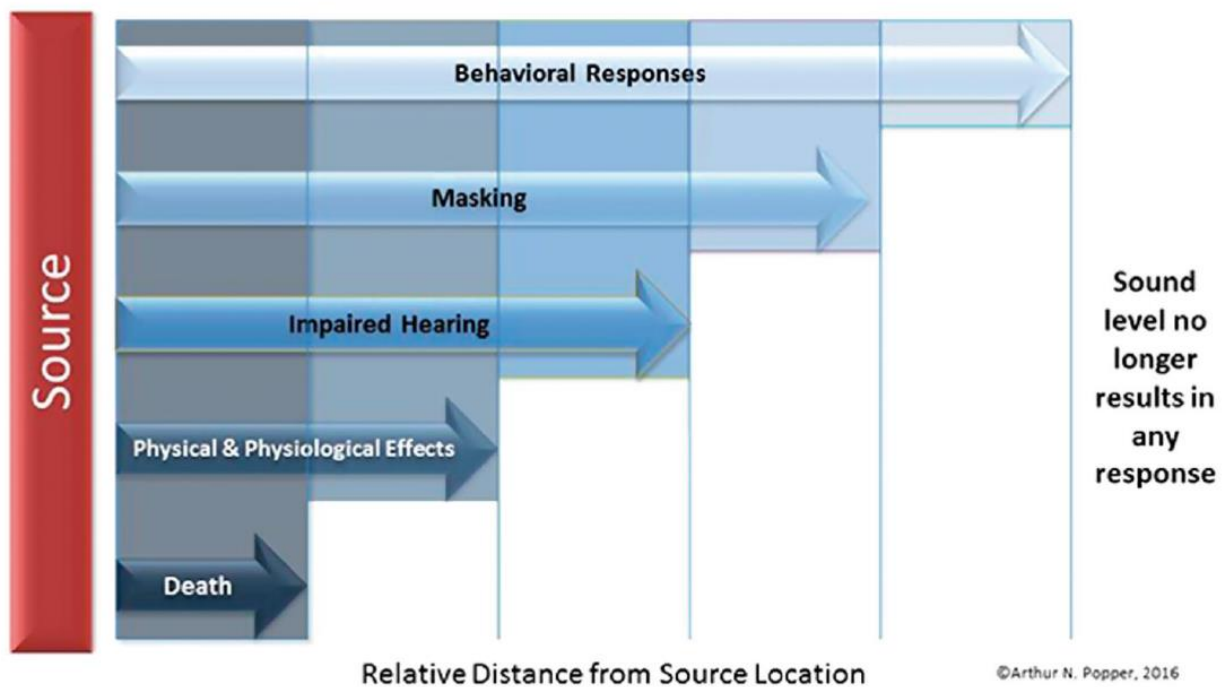 Source
Behavioral Responses
Masking
Impaired Hearing
Physical & Physiological Effects
Death
Sound
level no
longer
results in
any
response
Relative Distance from Source Location
©Arthur N. Popper, 2016